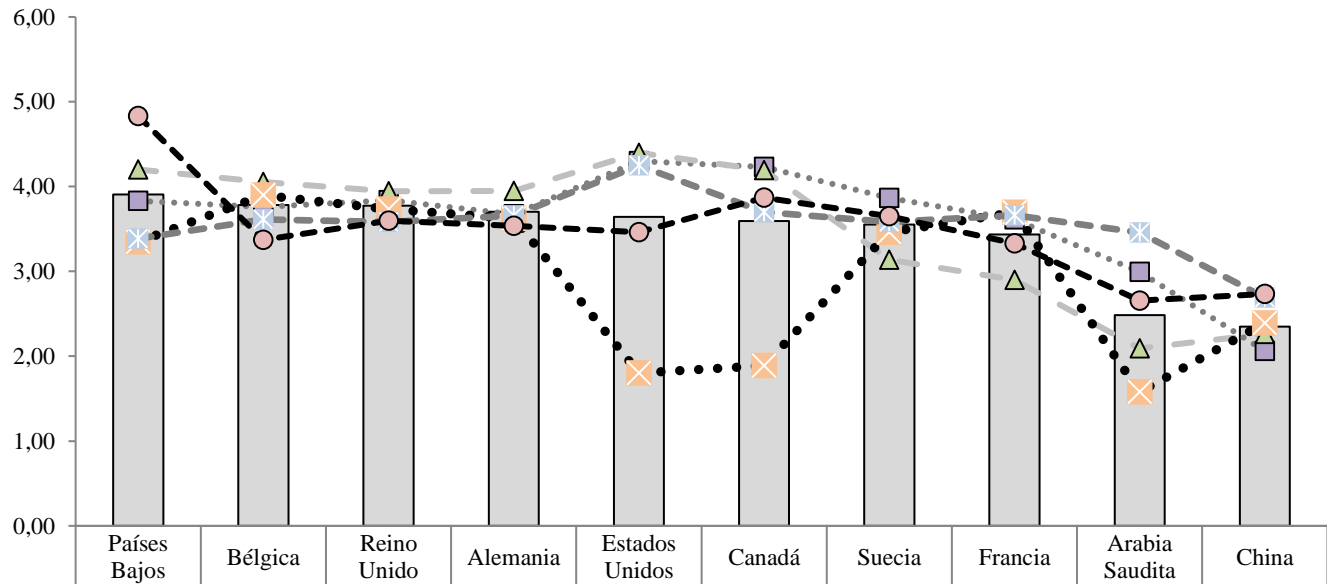 6,00
5,00
4,00
3,00
2,00
1,00
0,00
Países Bajos
Bélgica
Reino Unido
Alemania
Estados Unidos
Canadá
Suecia
Francia
Arabia Saudita
China